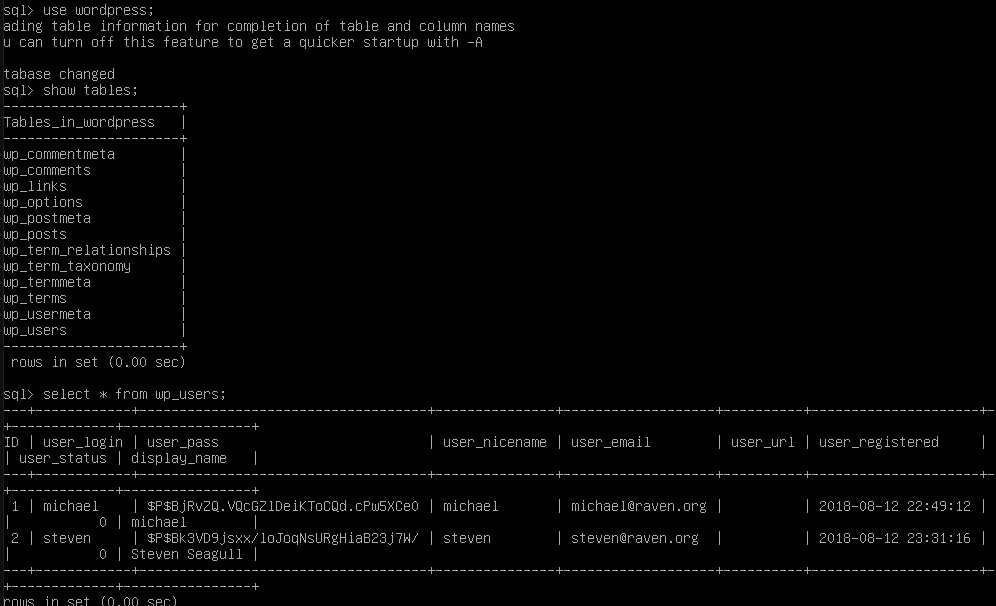 sql> use wordpress;
ading table information for completion of table and column names
u can turn off this feature to get a quicker startup with -A
tabase changed
sql> show tables;
----------------------+
Tables_in_wordpress   |
----------------------+
wp_commentmeta        |
wp_comments           |
wp_links              |
wp_options            |
wp_postmeta           |
wp_posts              |
wp_term_relationships |
wp_term_taxonomy      |
wp_termmeta           |
wp_terms              |
wp_usermeta           |
wp_users              |
----------------------+
 rows in set (0.00 sec)
sql> select * from wp_users;
---+------------+------------------------------------+---------------+-------------------+----------+---------------------+-
+-------------+----------------+
ID | user_login | user_pass                          | user_nicename | user_email        | user_url | user_registered     |
| user_status | display_name   |
---+------------+------------------------------------+---------------+-------------------+----------+---------------------+-
+-------------+----------------+
 1 | michael    | $P$BjRvZQ.VQcGZlDeiKToCQd.cPw5XCe0 | michael       | michael@raven.org |          | 2018-08-12 22:49:12 |
|           0 | michael        |
 2 | steven     | $P$Bk3VD9jsxx/loJoqNsURgHiaB23j7W/ | steven        | steven@raven.org  |          | 2018-08-12 23:31:16 |
|           0 | Steven Seagull |
---+------------+------------------------------------+---------------+-------------------+----------+---------------------+-
+-------------+----------------+
rows in set (0.00 sec)